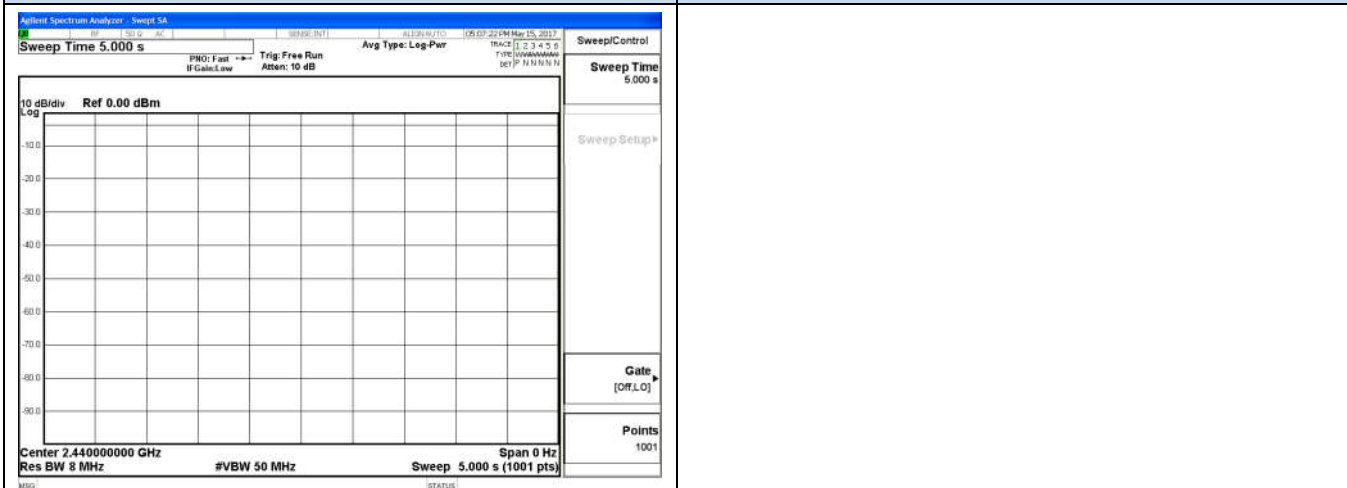 Agilent Spectrum Analyzer - Swept SA
RF 50 Ω AC SENSE:INT ALIGN AUTO 05:07:22 PM May 15, 2017
Sweep Time 5.000 s
PNO: Fast
IFGain:Low
Trig: Free Run
Atten: 10 dB
Avg Type: Log-Pwr
TRACE 1 2 3 4 5 6
TYPE
DET P N N N N N
Sweep/Control
Sweep Time
5.000 s
Sweep Setup
Gate
[Off,LO]
Points
1001
10 dB/div Ref 0.00 dBm
Log
-10.0
-20.0
-30.0
-40.0
-50.0
-60.0
-70.0
-80.0
-90.0
Center 2.440000000 GHz Span 0 Hz
Res BW 8 MHz #VBW 50 MHz Sweep 5.000 s (1001 pts)
MSG STATUS